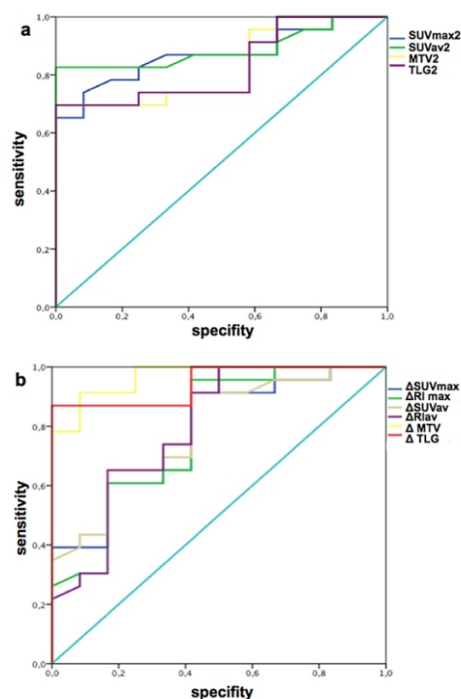 a
SUVmax2
SUVav2
MTV2
TLG2
1,0
0,8
0,6
0,4
0,2
0,0
sensitivity
0,0 0,2 0,4 0,6 0,8 1,0
specifity
b
ΔSUVmax
ΔRI max
ΔSUVav
ΔRIav
Δ MTV
Δ TLG
1,0
0,8
0,6
0,4
0,2
0,0
sensitivity
0,0 0,2 0,4 0,6 0,8 1,0
specifity